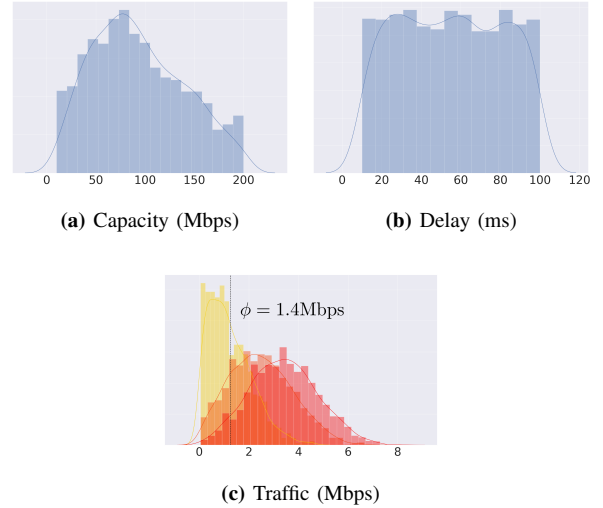 0 50 100 150 200
0 20 40 60 80 100 120
(a) Capacity (Mbps)
(b) Delay (ms)
ϕ = 1.4Mbps
0 2 4 6 8
(c) Traffic (Mbps)